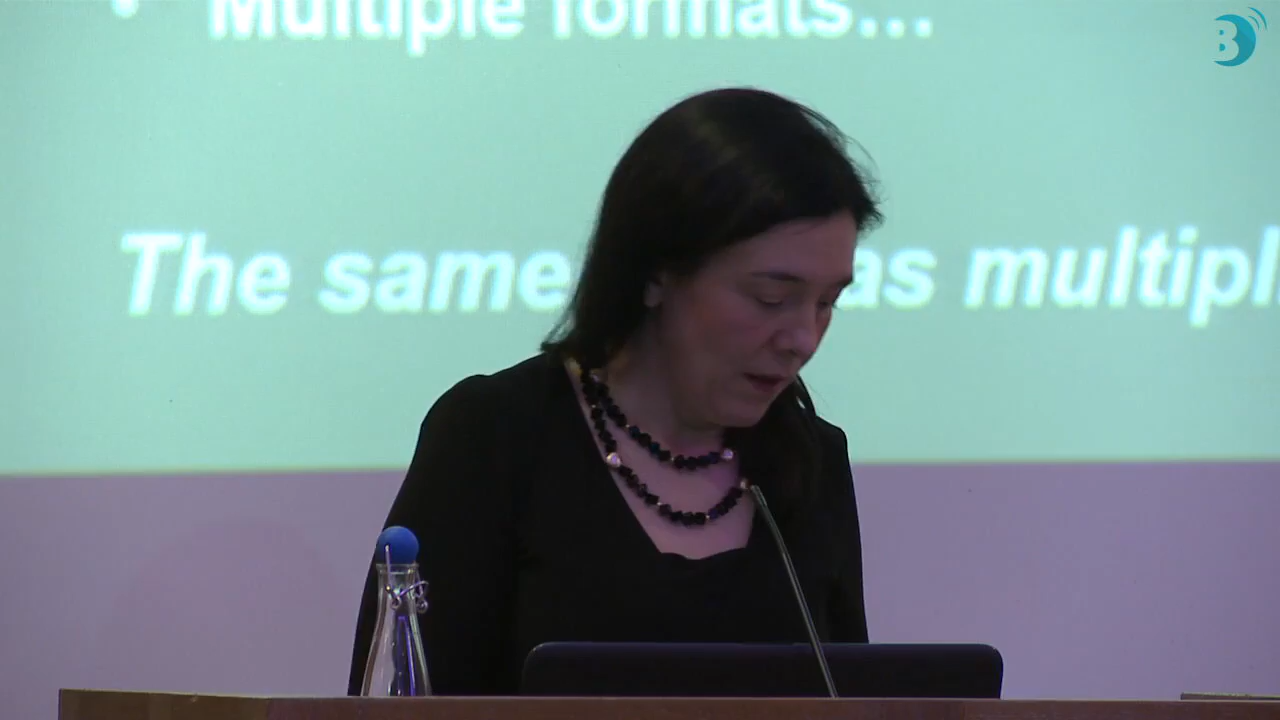 B
• Multiple formats...
The same as multipl